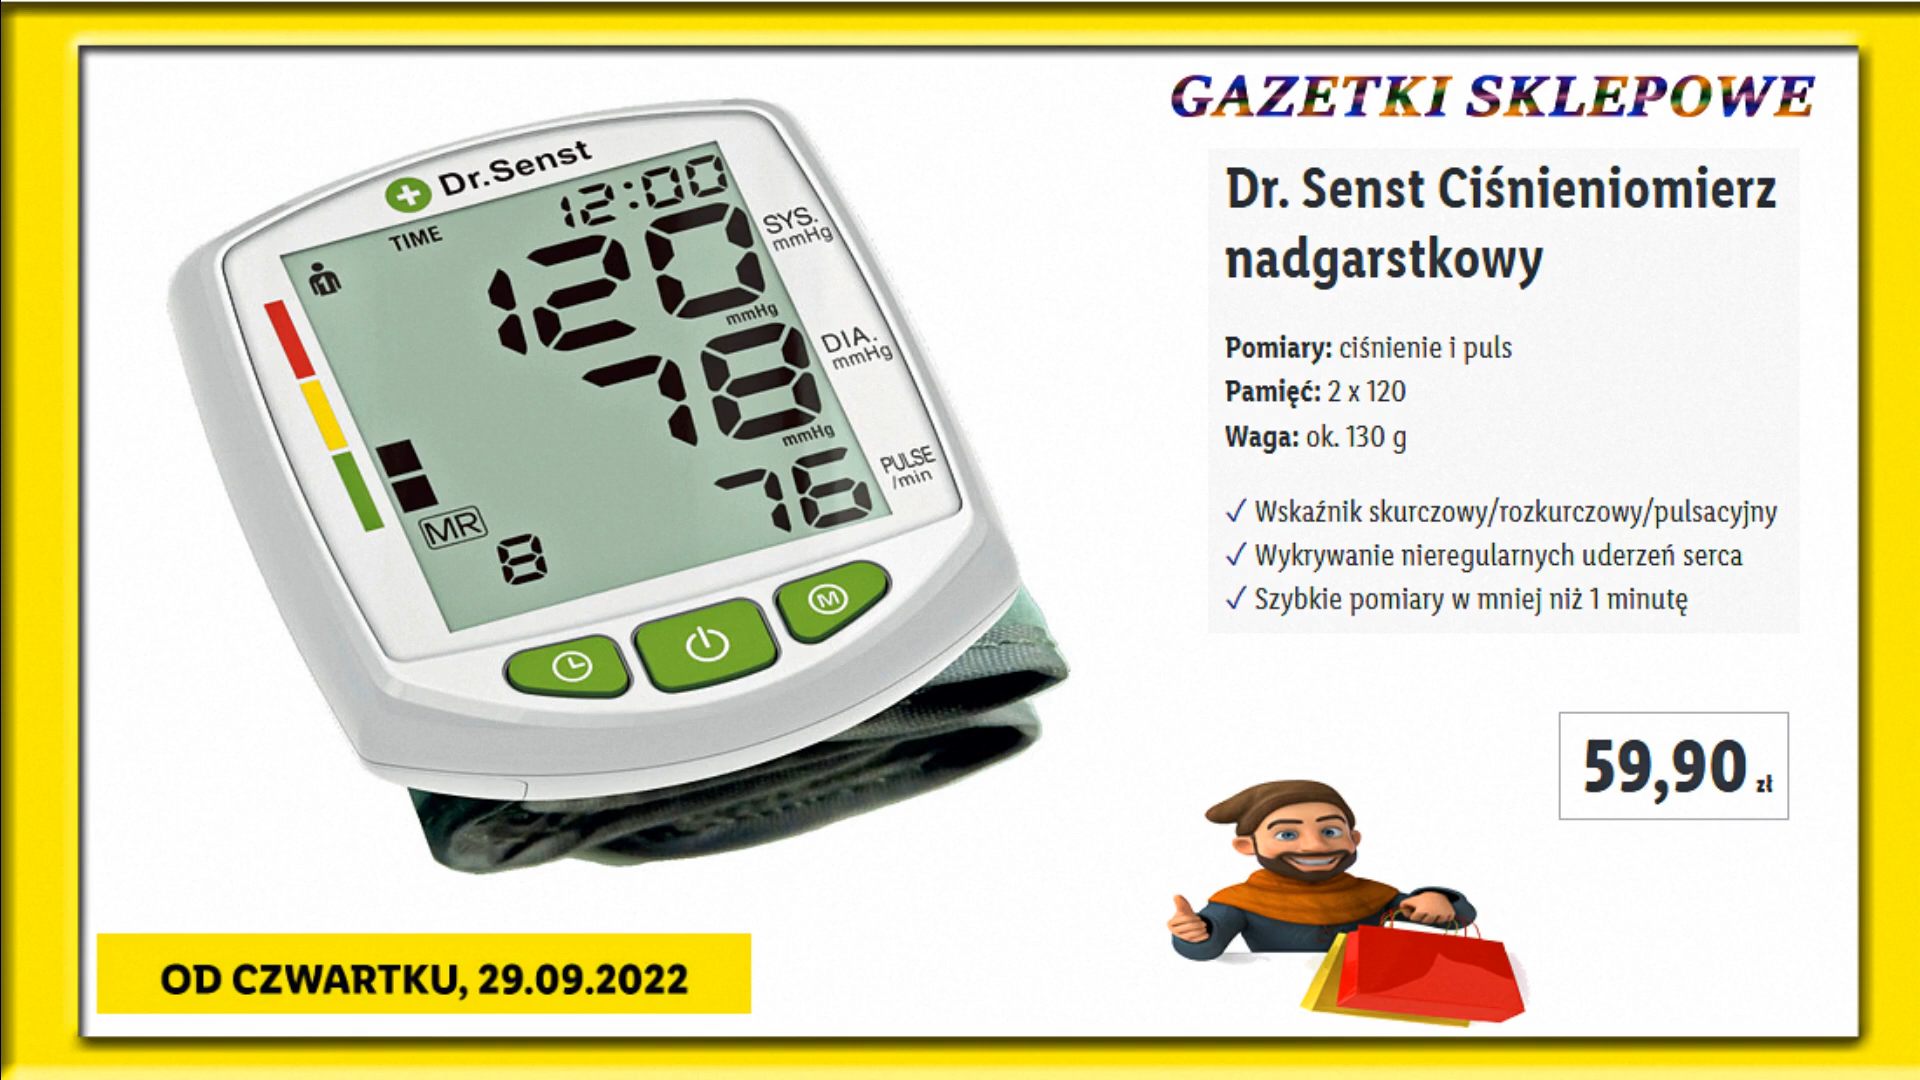 GAZETKI SKLEPOWE
Dr.Senst
TIME
12:00
120
SYS.
mmHg
mmHg
78
DIA.
mmHg
mmHg
76
PULSE
/min
MR
8
M
Dr. Senst Ciśnieniomierz
nadgarstkowy
Pomiary: ciśnienie i puls
Pamięć: 2 x 120
Waga: ok. 130 g
✓ Wskaźnik skurczowy/rozkurczowy/pulsacyjny
✓ Wykrywanie nieregularnych uderzeń serca
✓ Szybkie pomiary w mniej niż 1 minutę
59,90 zł
OD CZWARTKU, 29.09.2022